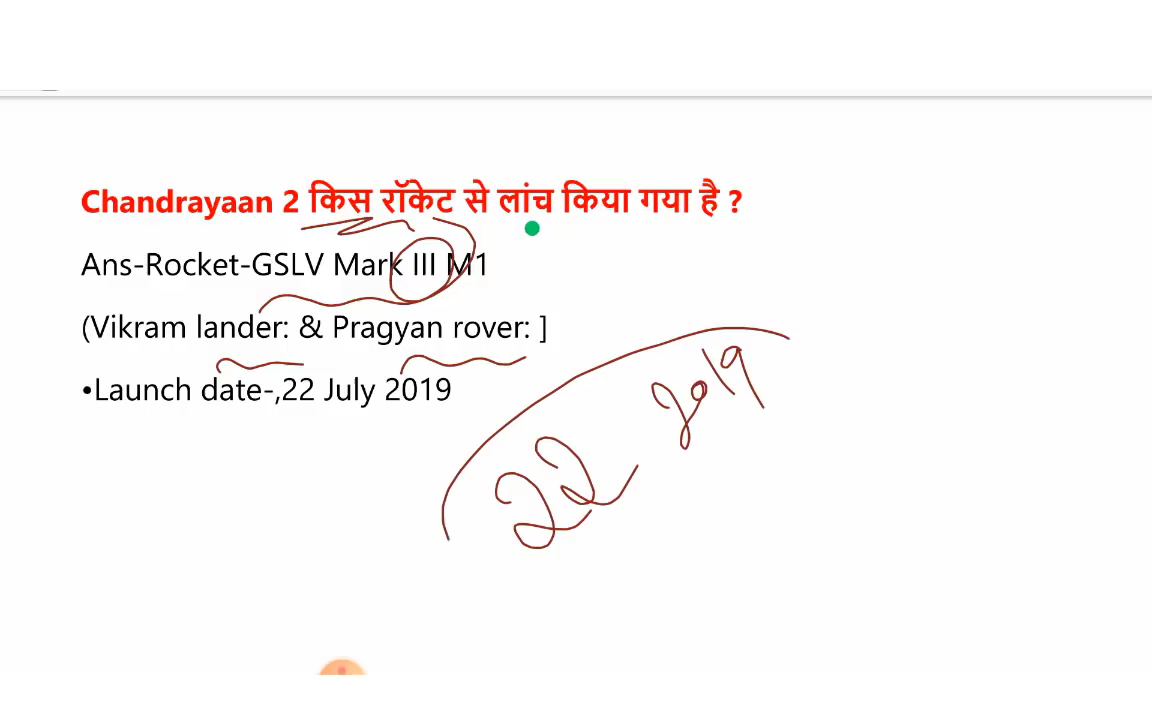 Chandrayaan 2 किस रॉकेट से लांच किया गया है ?
Ans-Rocket-GSLV Mark III M1
(Vikram lander: & Pragyan rover: ]
•Launch date-,22 July 2019
22 2019